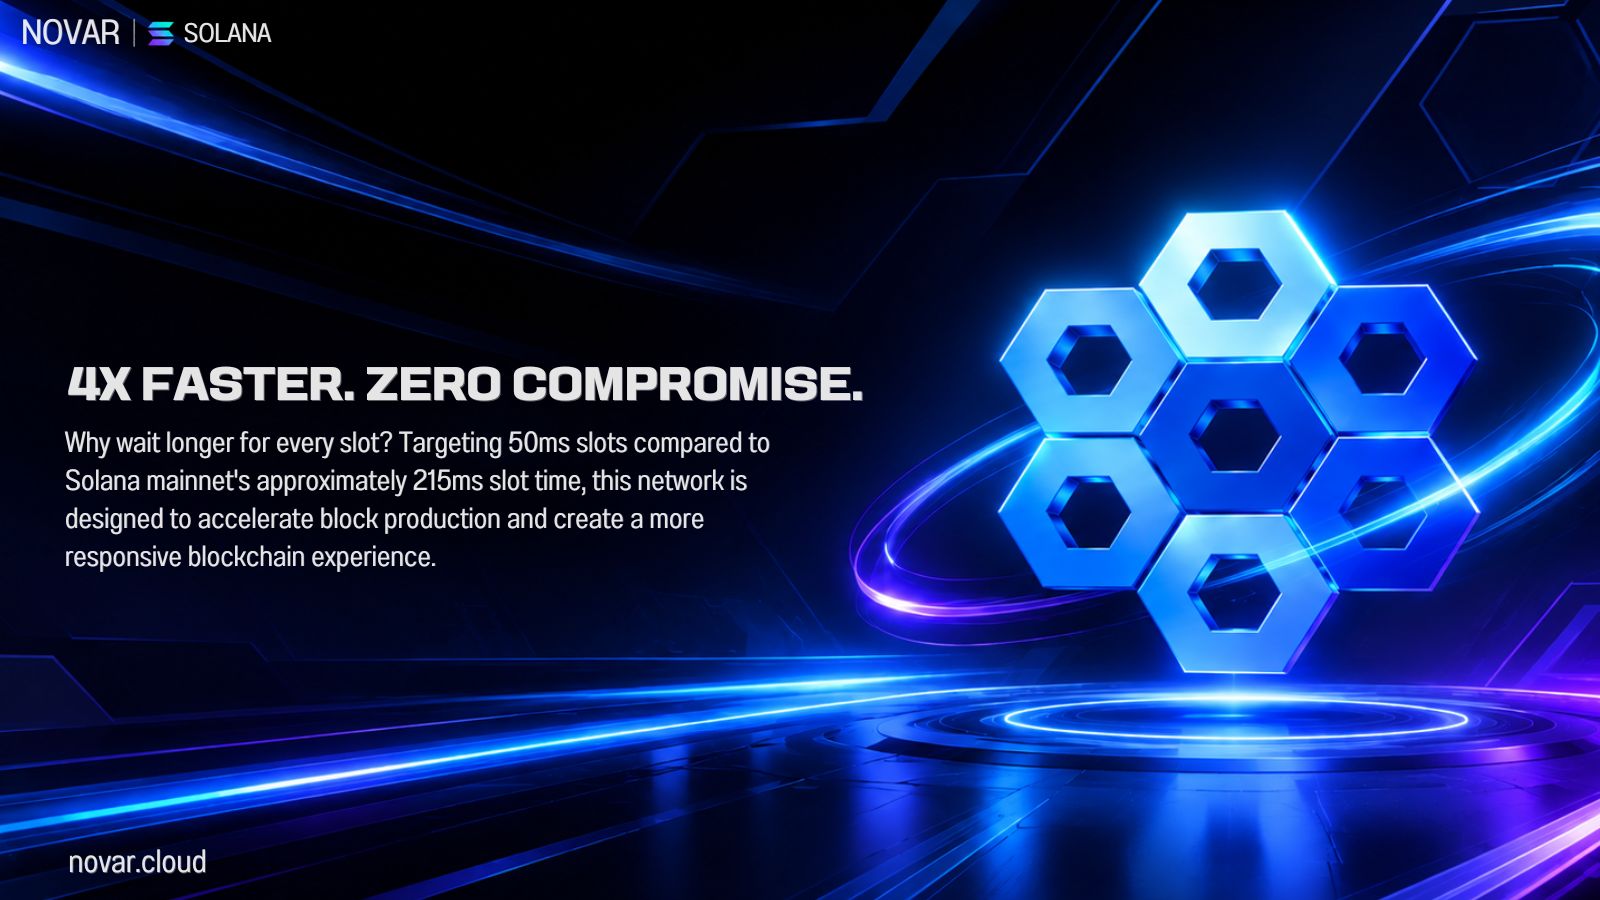 NOVAR | SOLANA
4X FASTER. ZERO COMPROMISE.
Why wait longer for every slot? Targeting 50ms slots compared to
Solana mainnet's approximately 215ms slot time, this network is
designed to accelerate block production and create a more
responsive blockchain experience.
novar.cloud